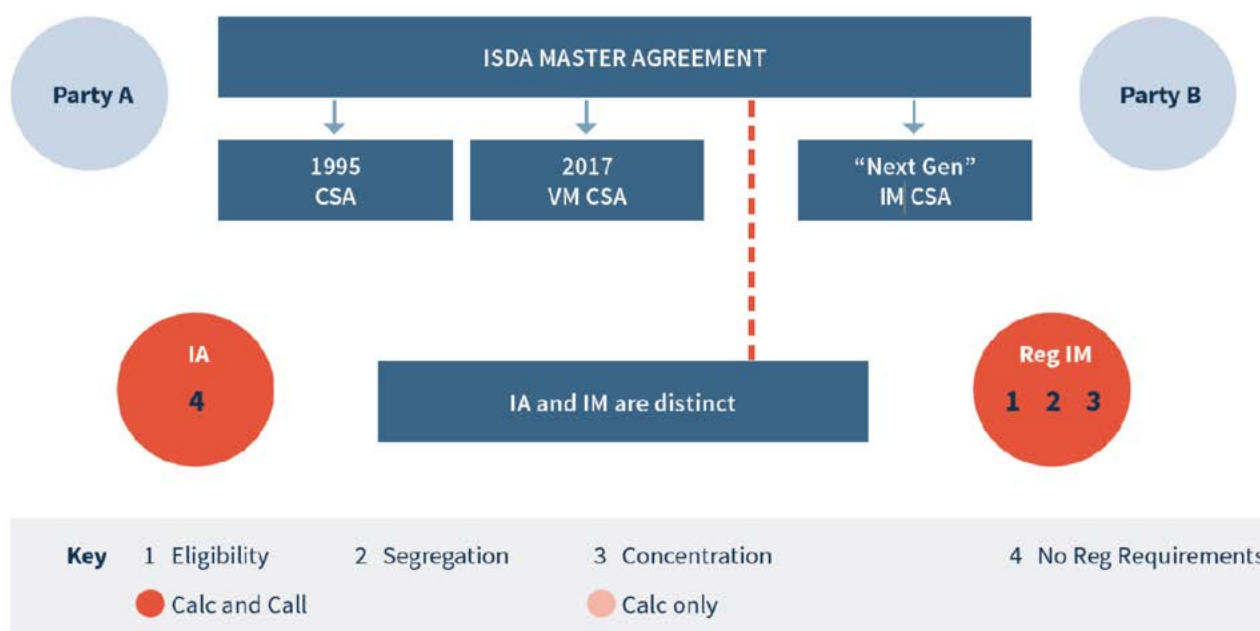 Party A
ISDA MASTER AGREEMENT
Party B
1995
CSA
2017
VM CSA
“Next Gen”
IM CSA
IA
4
IA and IM are distinct
Reg IM
1 2 3
Key 1 Eligibility 2 Segregation 3 Concentration 4 No Reg Requirements
Calc and Call Calc only